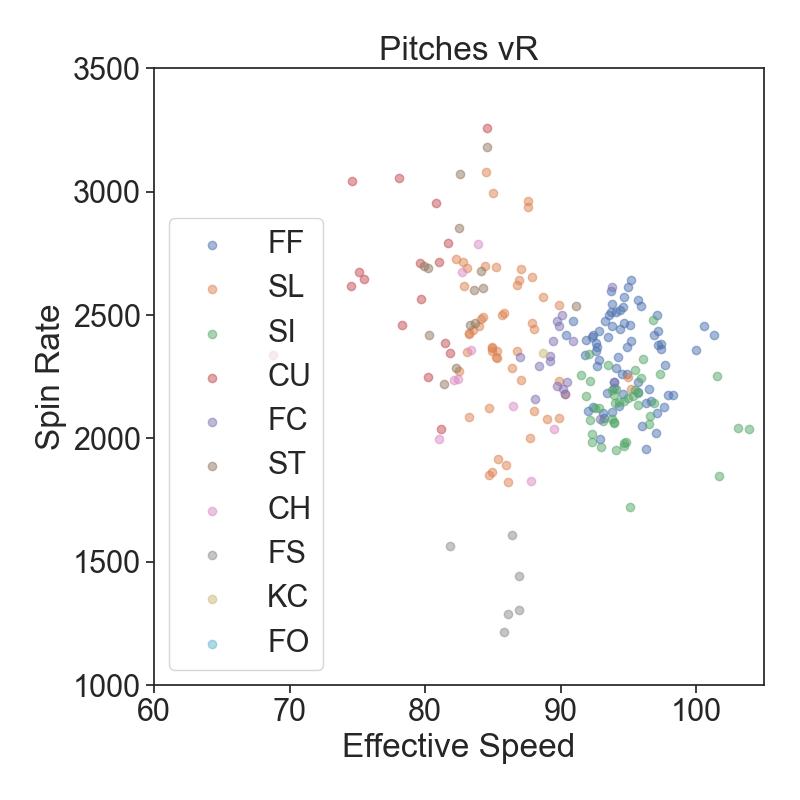 Pitches vR
3500
3000
2500
2000
1500
1000
Spin Rate
FF
SL
SI
CU
FC
ST
CH
FS
KC
FO
60 70 80 90 100
Effective Speed